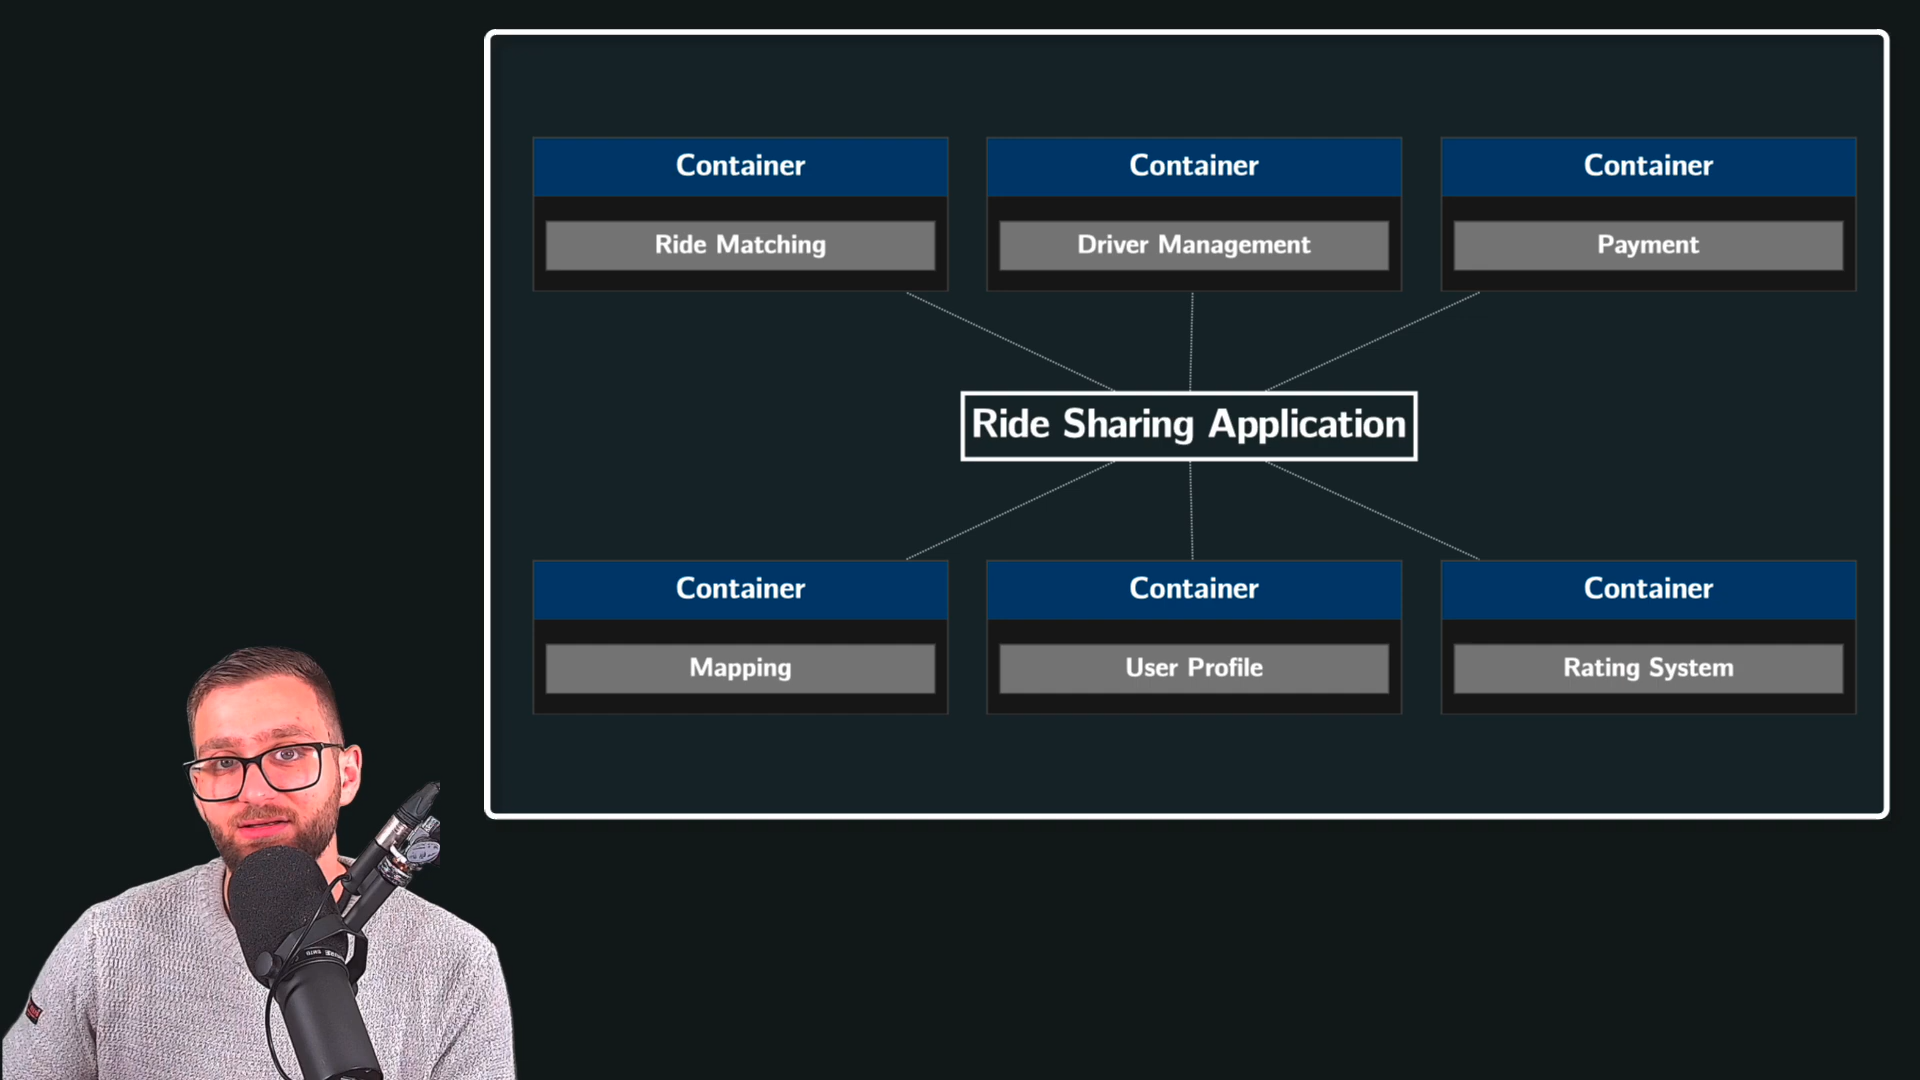 Container
Ride Matching
Container
Driver Management
Container
Payment
Ride Sharing Application
Container
Mapping
Container
User Profile
Container
Rating System